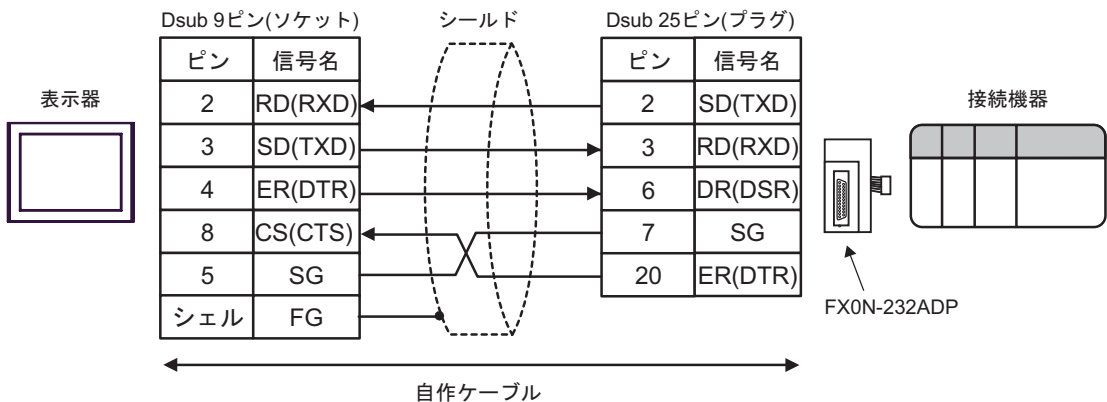 Dsub 9ピン(ソケット)
シールド
Dsub 25ピン(プラグ)
ピン 信号名
ピン 信号名
表示器
接続機器
2 RD(RXD)
2 SD(TXD)
3 SD(TXD)
3 RD(RXD)
4 ER(DTR)
6 DR(DSR)
8 CS(CTS)
7 SG
5 SG
20 ER(DTR)
シェル FG
FX0N-232ADP
自作ケーブル